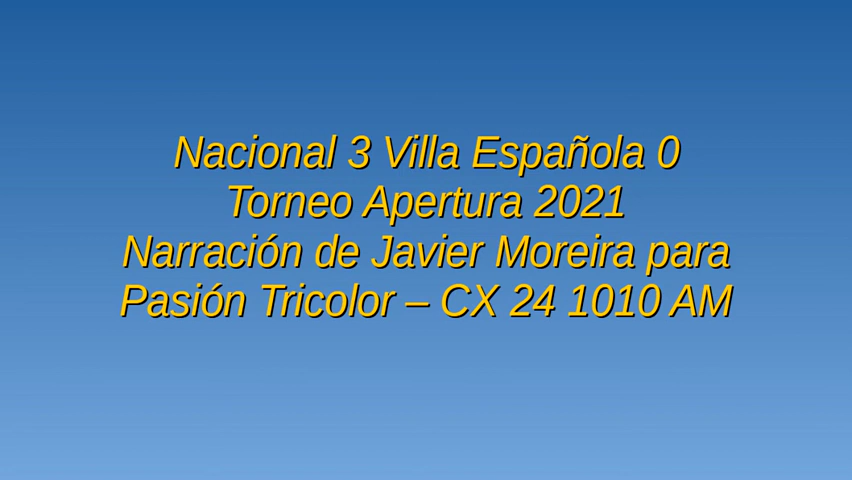 Nacional 3 Villa Española 0
Torneo Apertura 2021
Narración de Javier Moreira para
Pasión Tricolor – CX 24 1010 AM